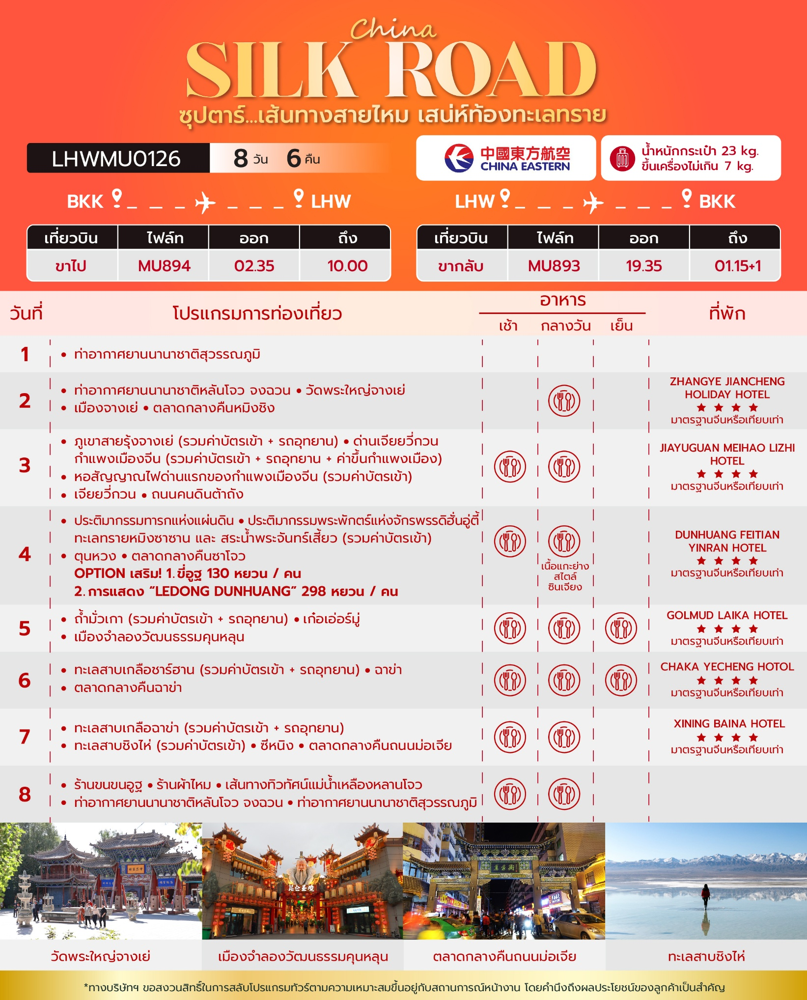 China
SILK ROAD
ซุปตาร์...เส้นทางสายไหม เสน่ห์ท้องทะเลทราย
LHWMU0126 8 วัน 6 คืน
中國東方航空
CHINA EASTERN
น้ำหนักกระเป๋า 23 kg.
ขึ้นเครื่องไม่เกิน 7 kg.
BKK LHW
LHW BKK
เที่ยวบิน ไฟล์ท ออก ถึง
ขาไป MU894 02.35 10.00
เที่ยวบิน ไฟล์ท ออก ถึง
ขากลับ MU893 19.35 01.15+1
วันที่ โปรแกรมการท่องเที่ยว อาหาร ที่พัก
เช้า กลางวัน เย็น
1
• ท่าอากาศยานนานาชาติสุวรรณภูมิ
2
• ท่าอากาศยานนานาชาติหลันโจว จงฉวน • วัดพระใหญ่จางเย่
• เมืองจางเย่ • ตลาดกลางคืนหมิงชิง
ZHANGYE JIANCHENG
HOLIDAY HOTEL
★ ★ ★ ★
มาตรฐานจีนหรือเทียบเท่า
3
• ภูเขาสายรุ้งจางเย่ (รวมค่าบัตรเข้า + รถอุทยาน) • ด่านเจียยวี่กวน
กำแพงเมืองจีน (รวมค่าบัตรเข้า + รถอุทยาน + ค่าขึ้นกำแพงเมือง)
• หอสัญญาณไฟด่านแรกของกำแพงเมืองจีน (รวมค่าบัตรเข้า)
• เจียยวี่กวน • ถนนคนดินต้าถัง
JIAYUGUAN MEIHAO LIZHI
HOTEL
★ ★ ★ ★
มาตรฐานจีนหรือเทียบเท่า
4
• ประติมากรรมทารกแห่งแผ่นดิน • ประติมากรรมพระพักตร์แห่งจักรพรรดิฮั่นอู่ตี้
ทะเลทรายหมิงซาซาน และ สระน้ำพระจันทร์เสี้ยว (รวมค่าบัตรเข้า)
• ตุนหวง • ตลาดกลางคืนซาโจว
OPTION เสริม! 1. ขี่อูฐ 130 หยวน / คน
2. การแสดง “LEDONG DUNHUANG” 298 หยวน / คน
เนื้อแกะย่าง
สไตล์
ซินเจียง
DUNHUANG FEITIAN
YINRAN HOTEL
★ ★ ★ ★
มาตรฐานจีนหรือเทียบเท่า
5
• ถ้ำมั่วเกา (รวมค่าบัตรเข้า + รถอุทยาน) • เก๋อเอ่อร์มู่
• เมืองจำลองวัฒนธรรมคุนหลุน
GOLMUD LAIKA HOTEL
★ ★ ★ ★
มาตรฐานจีนหรือเทียบเท่า
6
• ทะเลสาบเกลือชาร์ฮาน (รวมค่าบัตรเข้า + รถอุทยาน) • ฉาข่า
• ตลาดกลางคืนฉาข่า
CHAKA YECHENG HOTOL
★ ★ ★ ★
มาตรฐานจีนหรือเทียบเท่า
7
• ทะเลสาบเกลือฉาข่า (รวมค่าบัตรเข้า + รถอุทยาน)
• ทะเลสาบชิงไห่ (รวมค่าบัตรเข้า) • ซีหนิง • ตลาดกลางคืนถนนม่อเจีย
XINING BAINA HOTEL
★ ★ ★ ★
มาตรฐานจีนหรือเทียบเท่า
8
• ร้านขนขนอูฐ • ร้านผ้าไหม • เส้นทางทิวทัศน์แม่น้ำเหลืองหลานโจว
• ท่าอากาศยานนานาชาติหลันโจว จงฉวน • ท่าอากาศยานนานาชาติสุวรรณภูมิ
昆仑圣境
莫家街
วัดพระใหญ่จางเย่
เมืองจำลองวัฒนธรรมคุนหลุน
ตลาดกลางคืนถนนม่อเจีย
ทะเลสาบชิงไห่
*ทางบริษัทฯ ขอสงวนสิทธิ์ในการสลับโปรแกรมทัวร์ตามความเหมาะสมขึ้นอยู่กับสถานการณ์หน้างาน โดยคำนึงถึงผลประโยชน์ของลูกค้าเป็นสำคัญ